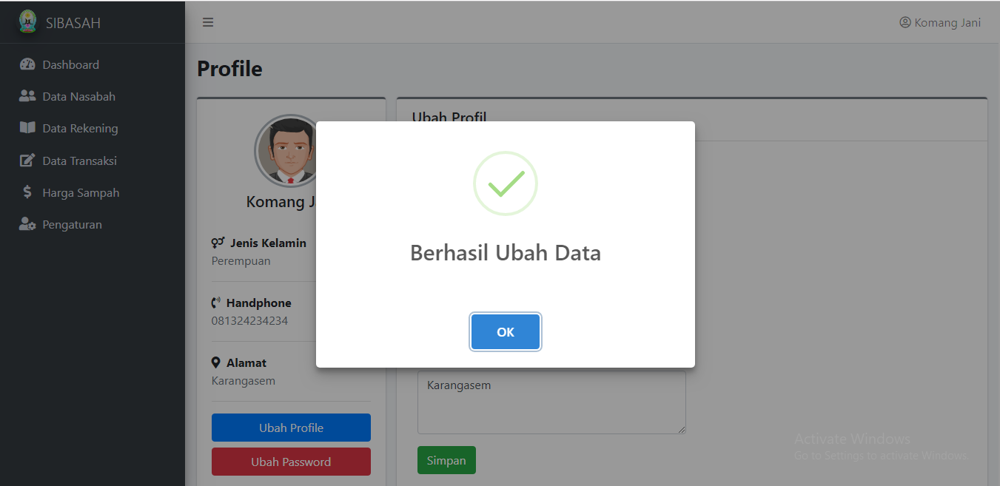 SIBASAH
Komang Jani
Dashboard
Data Nasabah
Data Rekening
Data Transaksi
Harga Sampah
Pengaturan
Profile
Komang J
Jenis Kelamin
Perempuan
Handphone
081324234234
Alamat
Karangasem
Ubah Profile
Ubah Password
Ubah Profil
Berhasil Ubah Data
OK
Karangasem
Simpan
Activate Windows
Go to Settings to activate Windows.